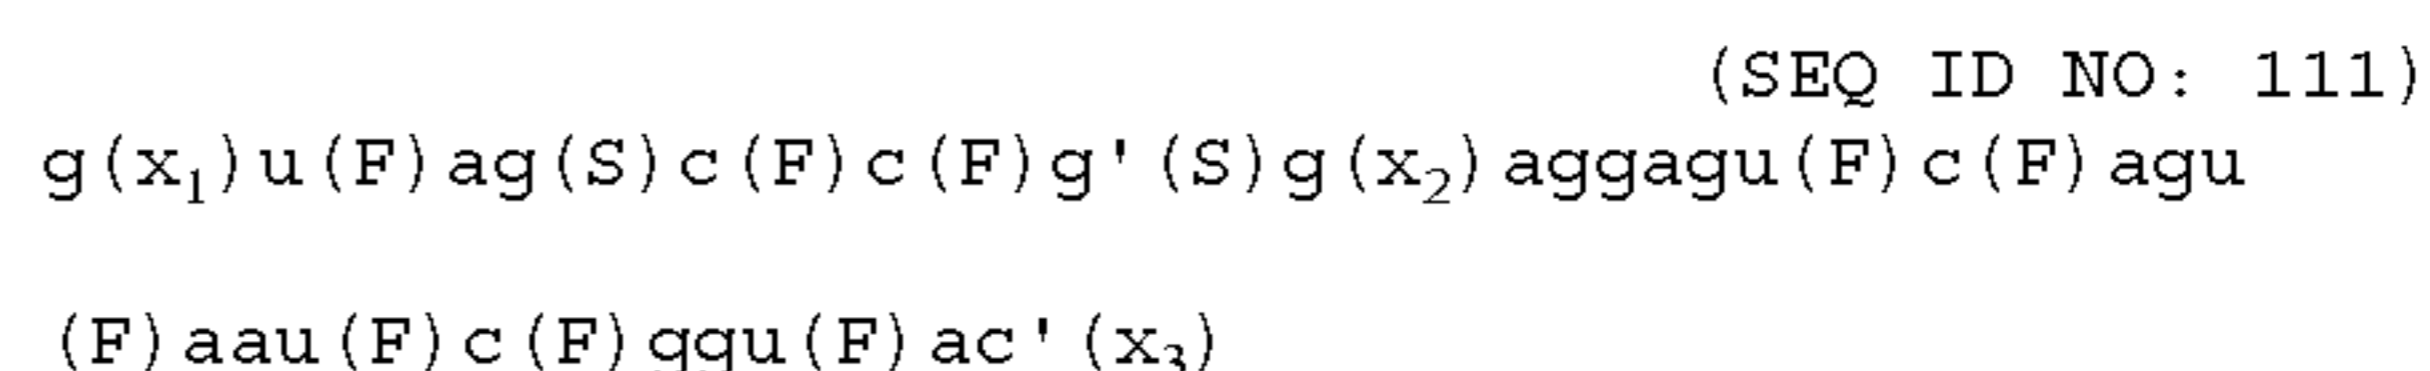 (SEQ ID NO: 111)
g(x₁)u(F)ag(S)c(F)c(F)g'(S)g(x₂)aggagu(F)c(F)agu
(F)aau(F)c(F)ggu(F)ac'(x₃)